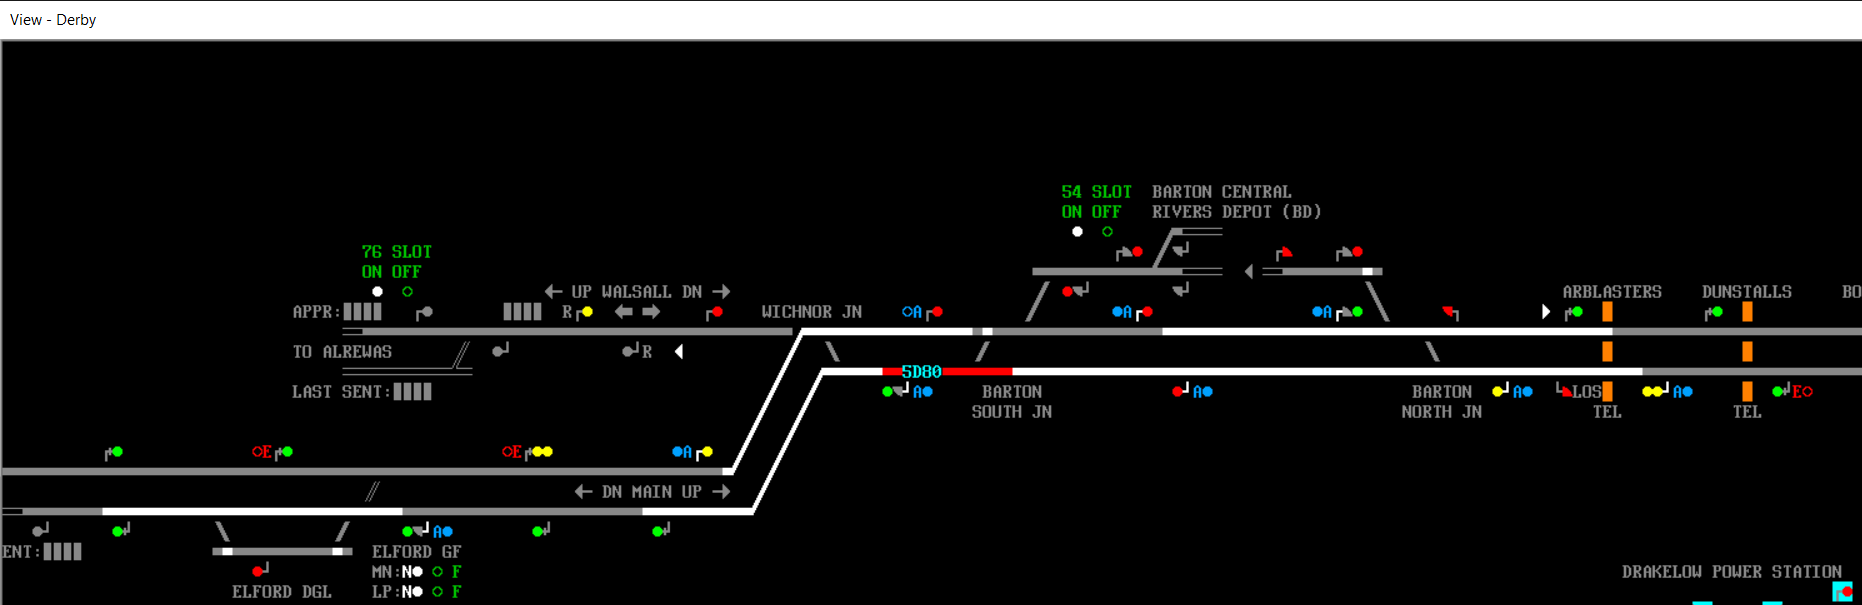 View - Derby
54 SLOT BARTON CENTRAL
ON OFF RIVERS DEPOT (BD)
76 SLOT
ON OFF
← UP WALSALL DN →
ARBLASTERS DUNSTALLS BO
APPR: R WICHNOR JN A A A
TO ALREWAS R
LAST SENT: 5D80 A BARTON A BARTON A LOS A E
SOUTH JN NORTH JN TEL TEL
E E A
← DN MAIN UP →
A
ENT: ELFORD GF
MN:N F DRAKELOW POWER STATION
ELFORD DGL LP:N F